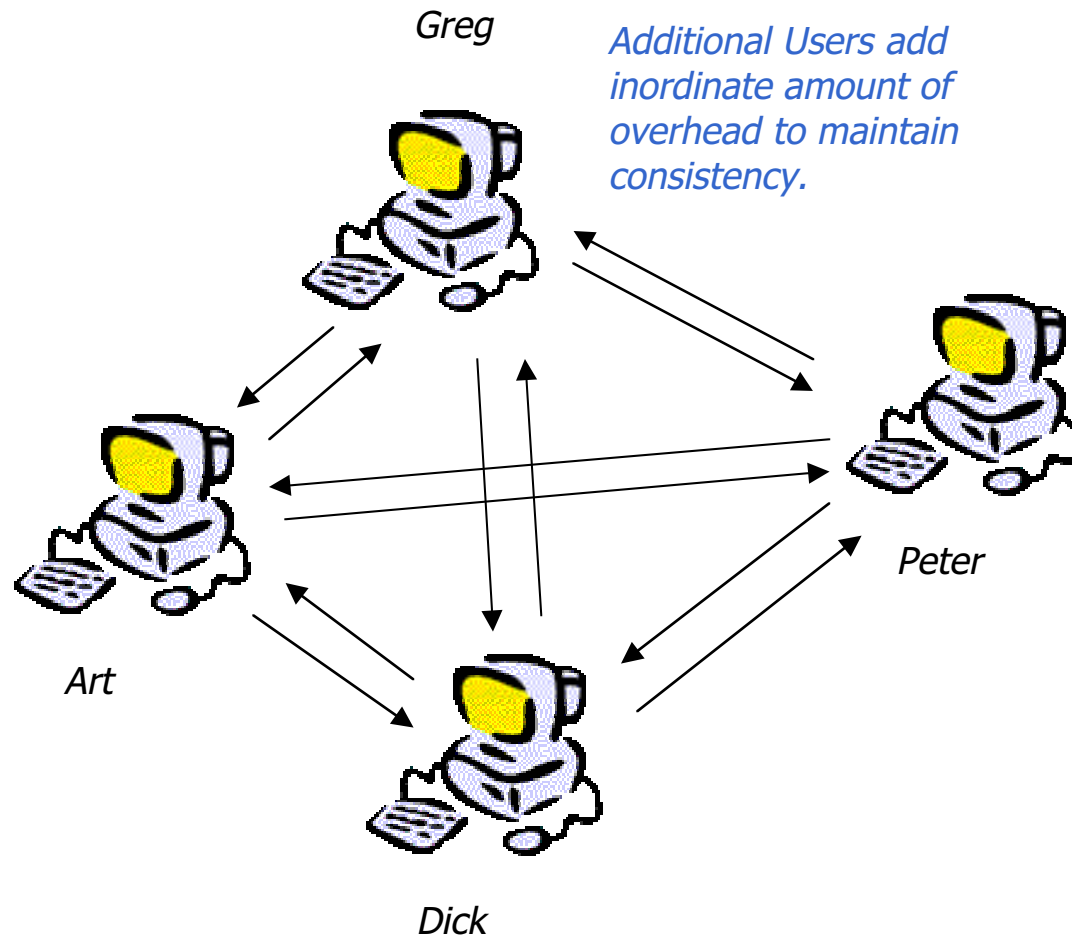 Greg
Additional Users add
inordinate amount of
overhead to maintain
consistency.
Peter
Art
Dick